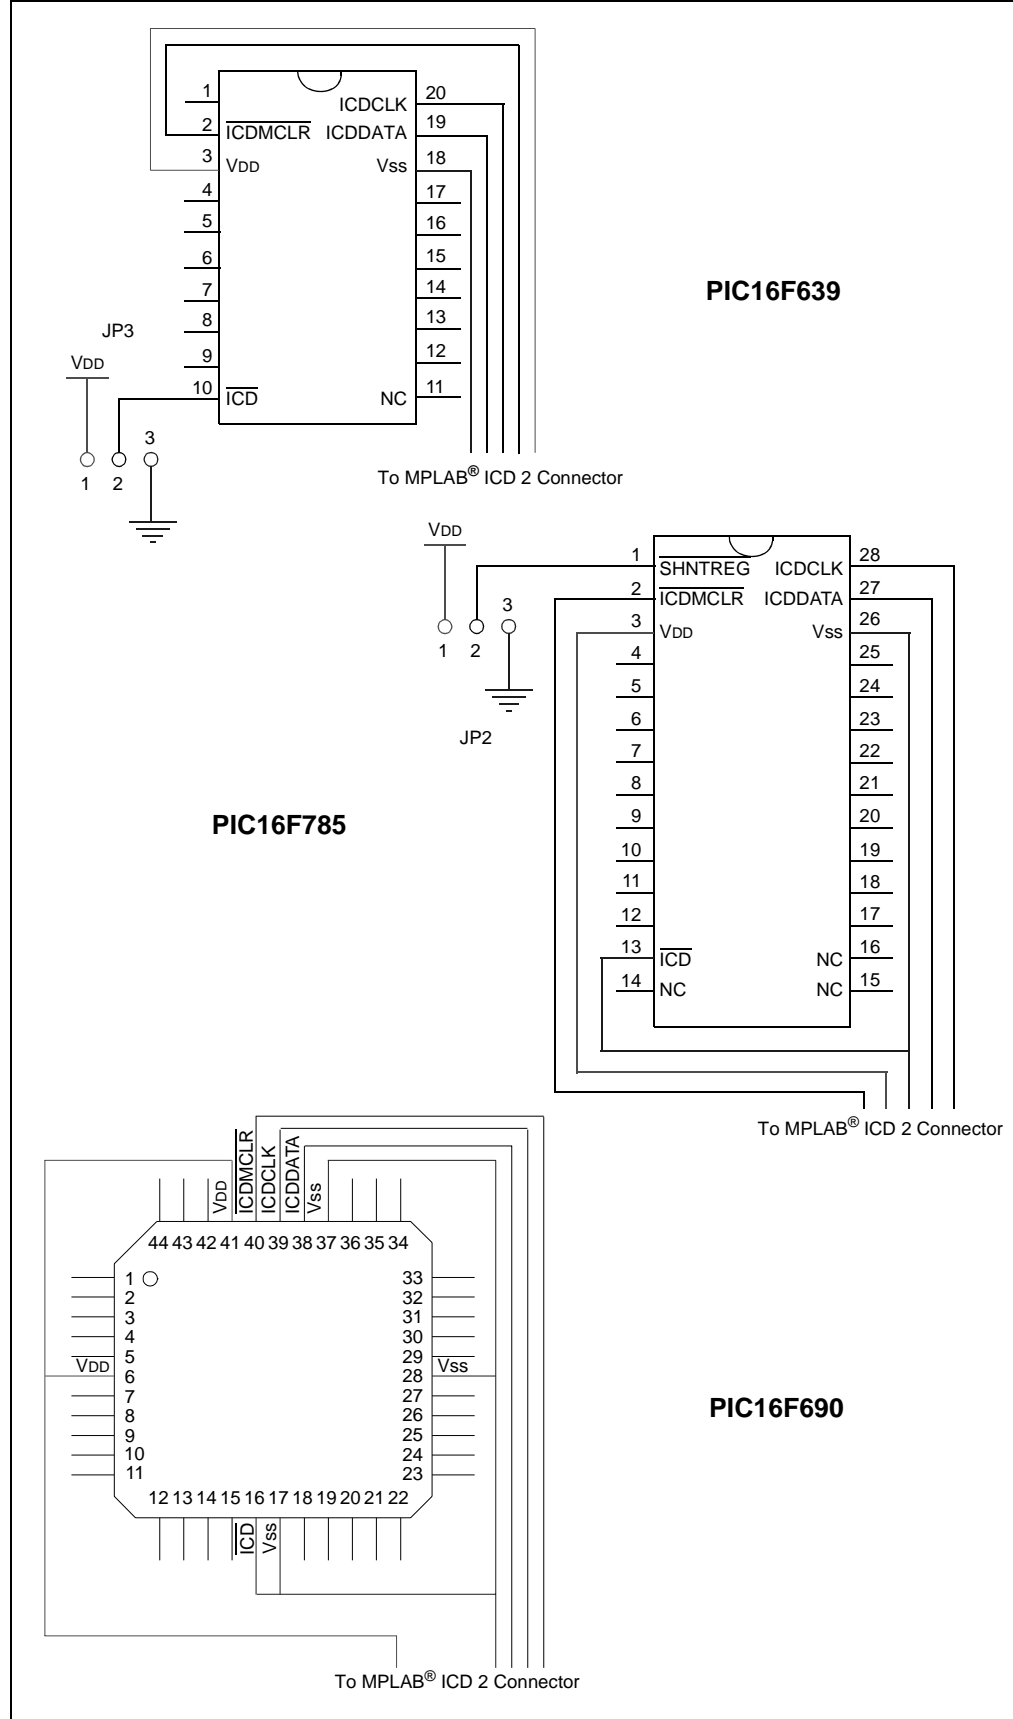 1 ICDCLK 20
2 ICDMCLR ICDDATA 19
3 VDD VSS 18
4 17
5 16
6 15
7 14
8 13
9 12
10 ICD NC 11
PIC16F639
JP3
VDD
1 2 3
To MPLAB® ICD 2 Connector
VDD
1 2 3
JP2
1 SHNTREG ICDCLK 28
2 ICDMCLR ICDDATA 27
3 VDD VSS 26
4 25
5 24
6 23
7 22
8 21
9 20
10 19
11 18
12 17
13 ICD NC 16
14 NC NC 15
PIC16F785
To MPLAB® ICD 2 Connector
VDD ICDMCLR ICDCLK ICDDATA VSS
44 43 42 41 40 39 38 37 36 35 34
1 33
2 32
3 31
4 30
5 29
VDD VSS
6 28
7 27
8 26
9 25
10 24
11 23
12 13 14 15 16 17 18 19 20 21 22
ICD VSS
PIC16F690
To MPLAB® ICD 2 Connector